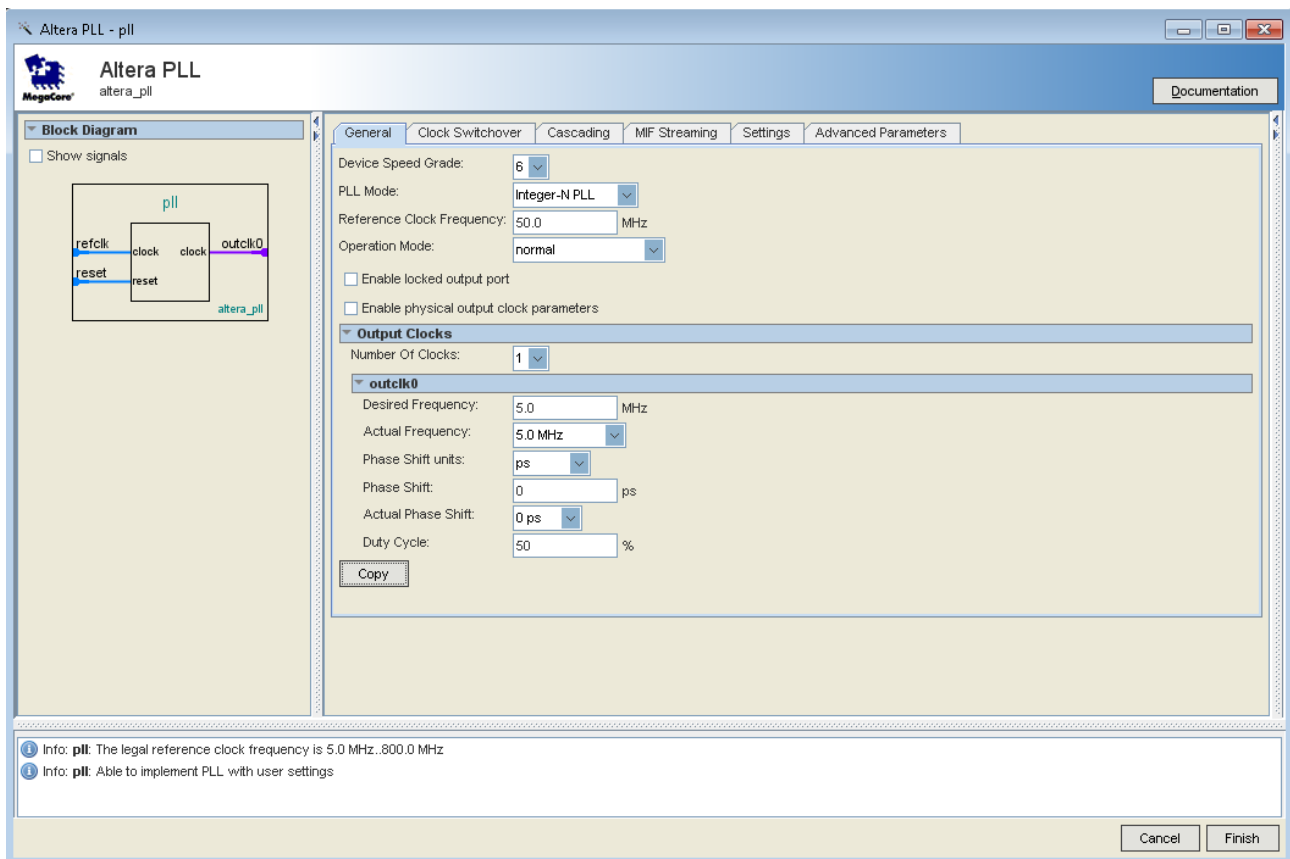 Altera PLL - pll
MegaCore'
Altera PLL
altera_pll
Documentation
Block Diagram
Show signals
pll
refclk
clock
clock
outclk0
reset
reset
altera_pll
General
Clock Switchover
Cascading
MIF Streaming
Settings
Advanced Parameters
Device Speed Grade: 6
PLL Mode: Integer-N PLL
Reference Clock Frequency: 50.0 MHz
Operation Mode: normal
Enable locked output port
Enable physical output clock parameters
Output Clocks
Number Of Clocks: 1
outclk0
Desired Frequency: 5.0 MHz
Actual Frequency: 5.0 MHz
Phase Shift units: ps
Phase Shift: 0 ps
Actual Phase Shift: 0 ps
Duty Cycle: 50 %
Copy
Info: pll: The legal reference clock frequency is 5.0 MHz..800.0 MHz
Info: pll: Able to implement PLL with user settings
Cancel
Finish